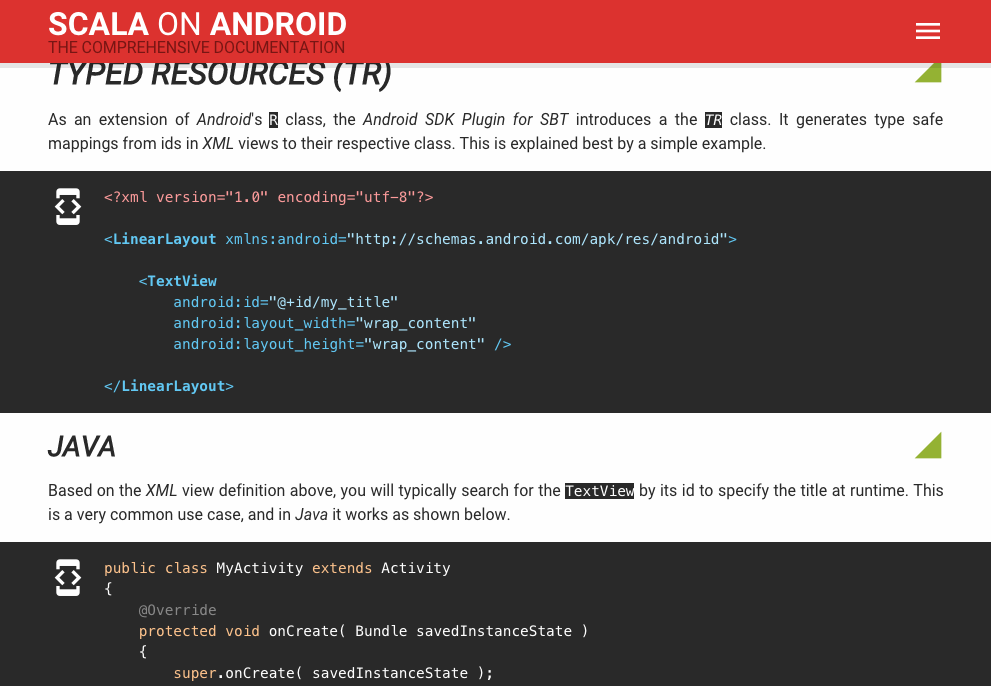 SCALA ON ANDROID
THE COMPREHENSIVE DOCUMENTATION
TYPED RESOURCES (TR)
As an extension of Android's R class, the Android SDK Plugin for SBT introduces a the TR class. It generates type safe
mappings from ids in XML views to their respective class. This is explained best by a simple example.
<?xml version="1.0" encoding="utf-8"?>
<LinearLayout xmlns:android="http://schemas.android.com/apk/res/android">
<TextView
android:id="@+id/my_title"
android:layout_width="wrap_content"
android:layout_height="wrap_content" />
</LinearLayout>
JAVA
Based on the XML view definition above, you will typically search for the TextView by its id to specify the title at runtime. This
is a very common use case, and in Java it works as shown below.
public class MyActivity extends Activity
{
@Override
protected void onCreate( Bundle savedInstanceState )
{
super.onCreate( savedInstanceState );